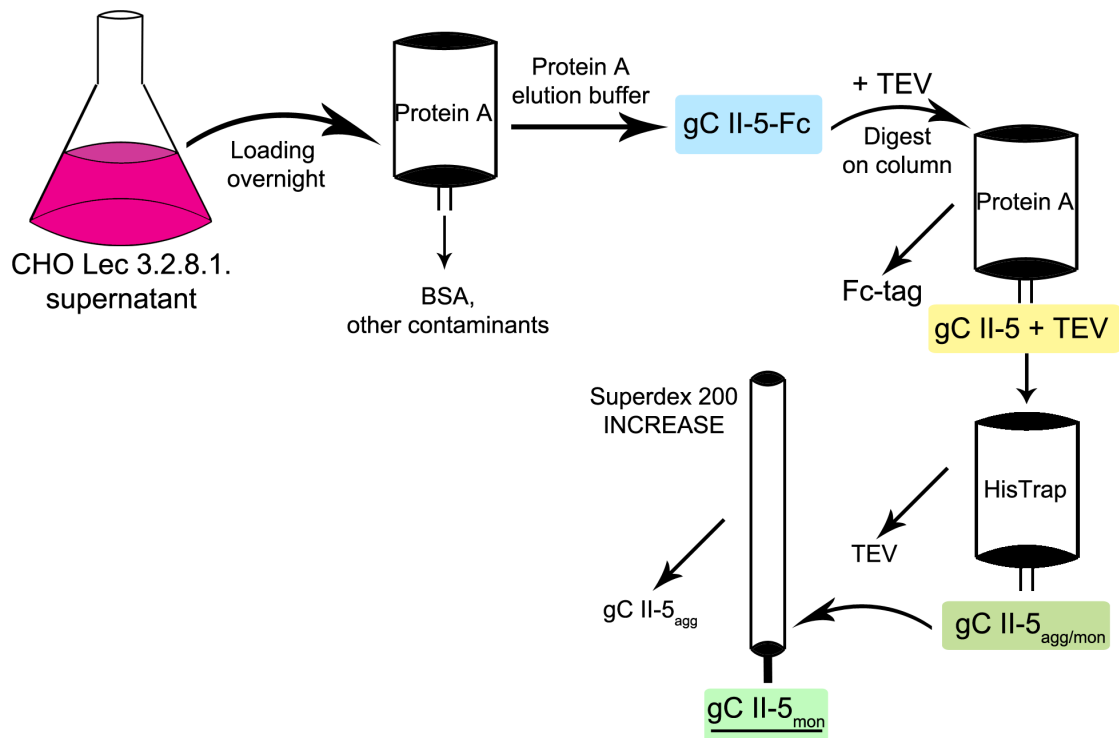 CHO Lec 3.2.8.1.
supernatant
Loading
overnight
Protein A
BSA,
other contaminants
Protein A
elution buffer
gC II-5-Fc
+ TEV
Digest
on column
Protein A
Fc-tag
gC II-5 + TEV
HisTrap
TEV
gC II-5agg/mon
Superdex 200
INCREASE
gC II-5agg
gC II-5mon